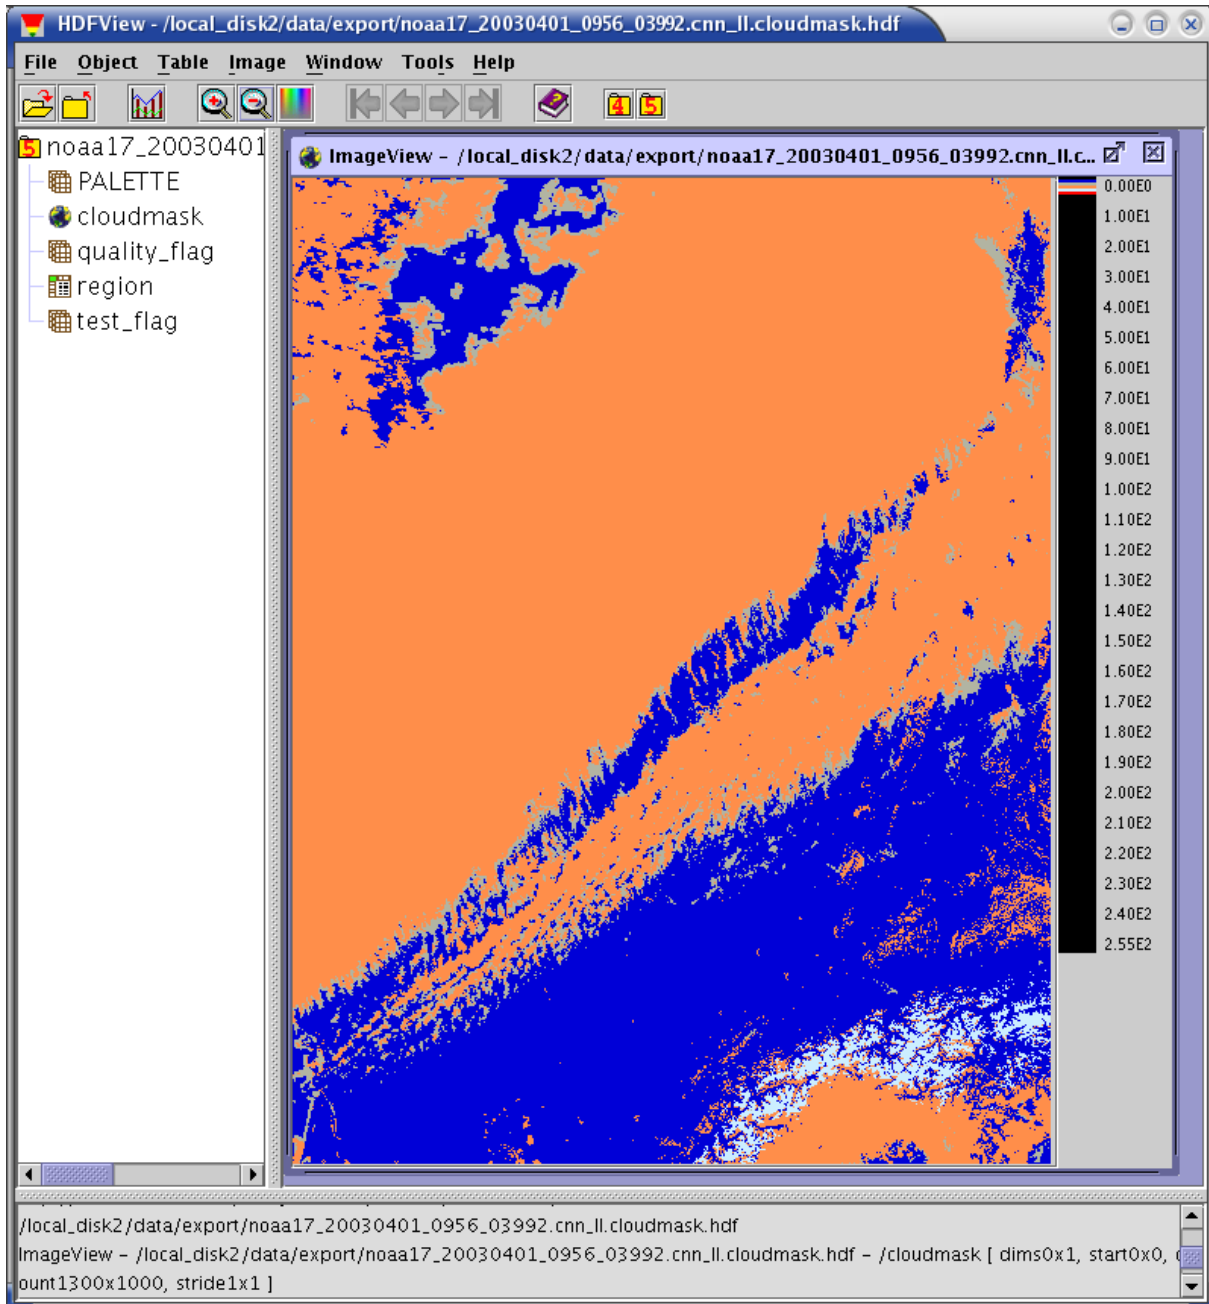 HDFView - /local_disk2/data/export/noaa17_20030401_0956_03992.cnn_ll.cloudmask.hdf
File Object Table Image Window Tools Help
4 5
5 noaa17_20030401
PALETTE
cloudmask
quality_flag
region
test_flag
ImageView - /local_disk2/data/export/noaa17_20030401_0956_03992.cnn_ll.c...
0.00E0
1.00E1
2.00E1
3.00E1
4.00E1
5.00E1
6.00E1
7.00E1
8.00E1
9.00E1
1.00E2
1.10E2
1.20E2
1.30E2
1.40E2
1.50E2
1.60E2
1.70E2
1.80E2
1.90E2
2.00E2
2.10E2
2.20E2
2.30E2
2.40E2
2.55E2
/local_disk2/data/export/noaa17_20030401_0956_03992.cnn_ll.cloudmask.hdf
ImageView - /local_disk2/data/export/noaa17_20030401_0956_03992.cnn_ll.cloudmask.hdf - /cloudmask [ dims0x1, start0x0,
ount1300x1000, stride1x1 ]